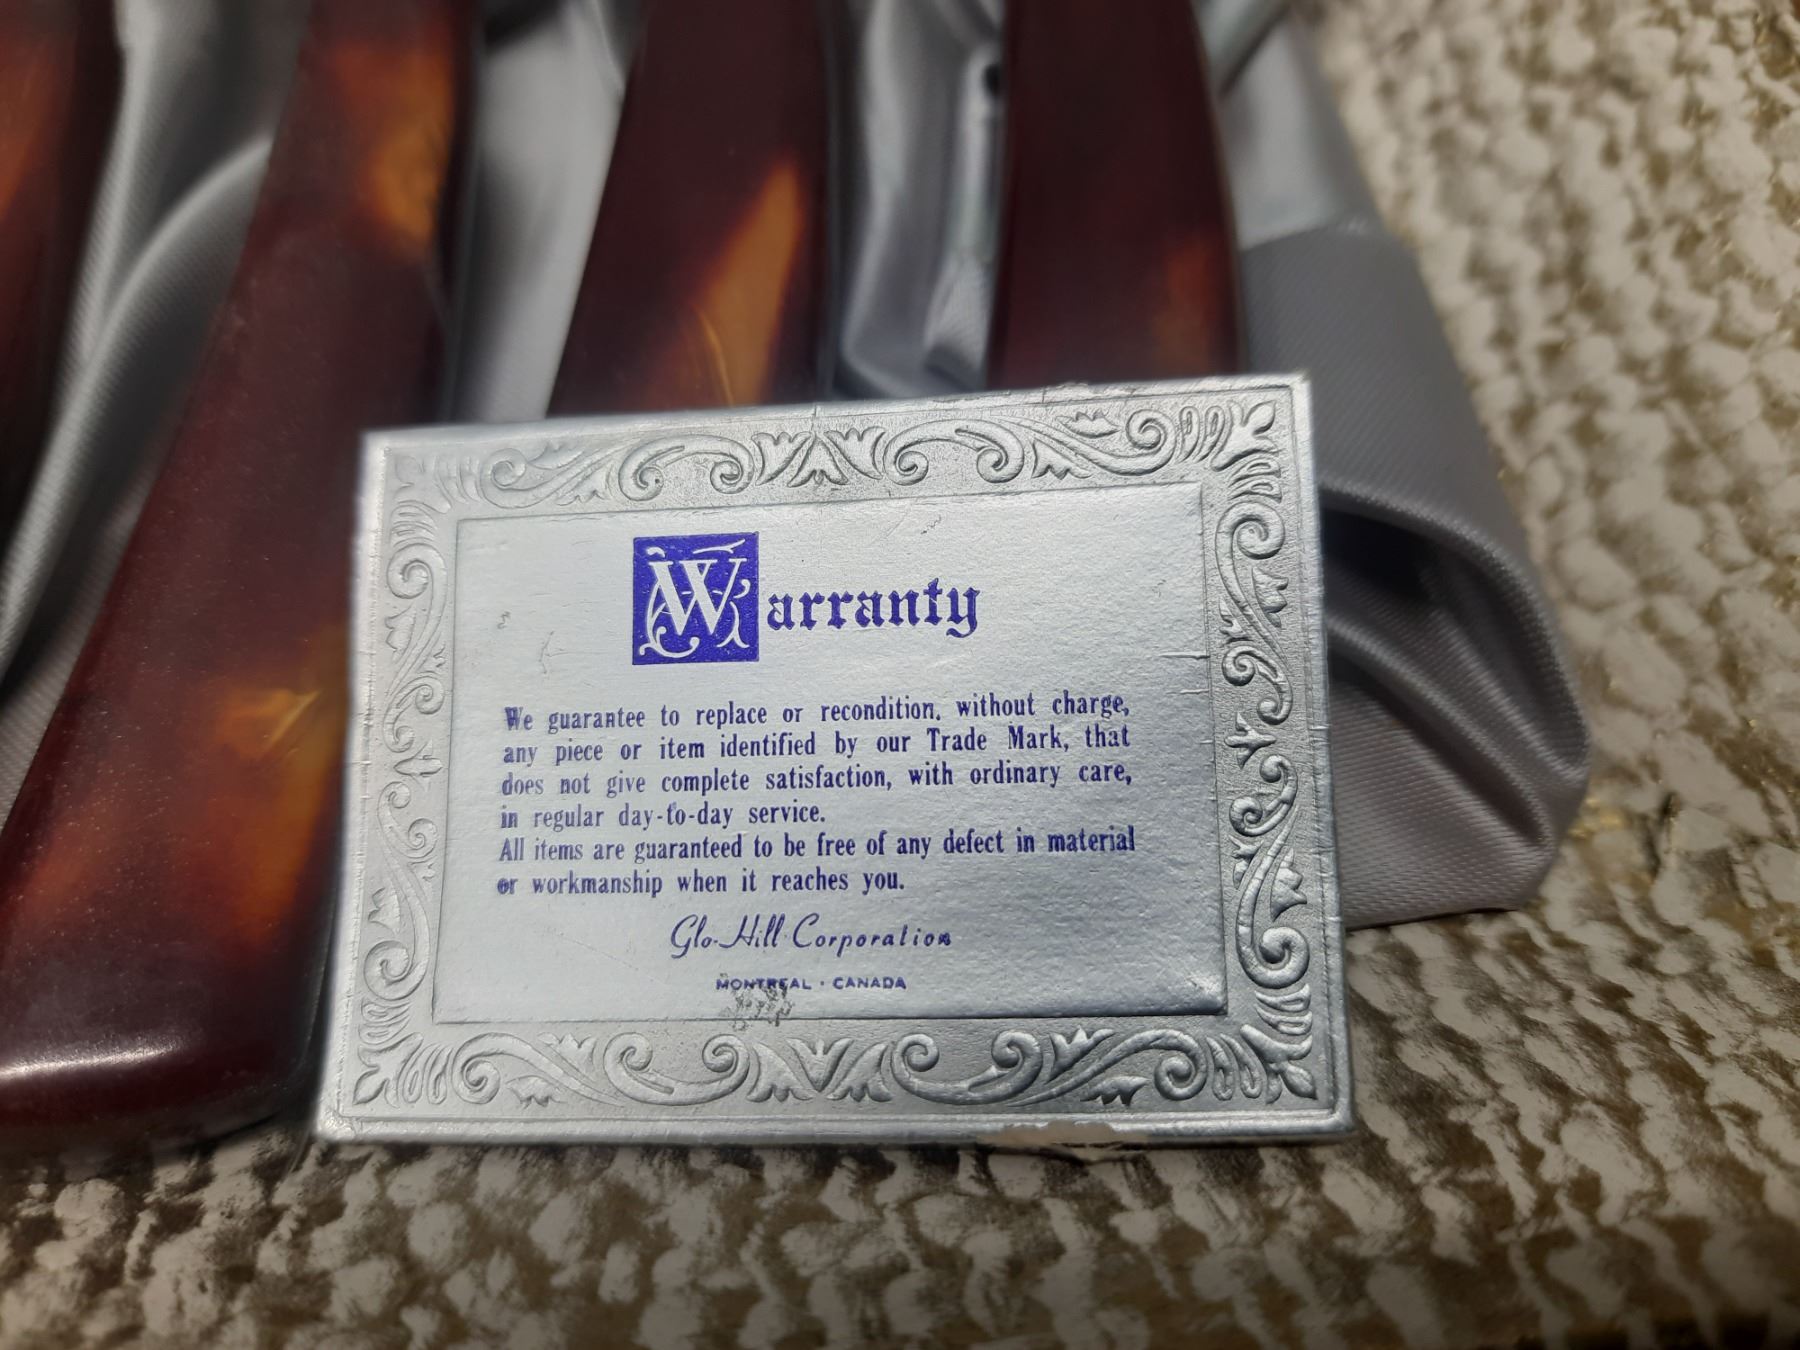 Warranty
We guarantee to replace or recondition, without charge,
any piece or item identified by our Trade Mark, that
does not give complete satisfaction, with ordinary care,
in regular day-to-day service.
All items are guaranteed to be free of any defect in material
or workmanship when it reaches you.
Glo-Hill Corporation
MONTREAL · CANADA